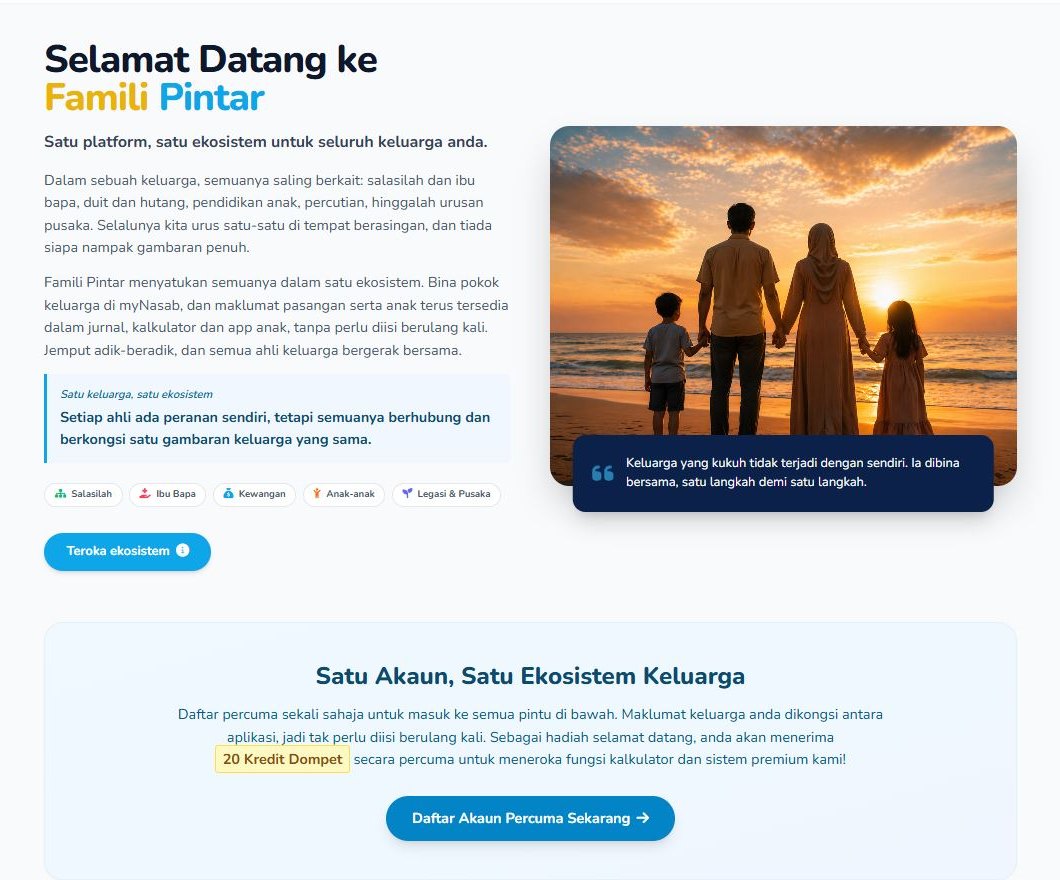 Selamat Datang ke
Famili Pintar
Satu platform, satu ekosistem untuk seluruh keluarga anda.
Dalam sebuah keluarga, semuanya saling berkait: salasilah dan ibu
bapa, duit dan hutang, pendidikan anak, percutian, hinggalah urusan
pusaka. Selalunya kita urus satu-satu di tempat berasingan, dan tiada
siapa nampak gambaran penuh.
Famili Pintar menyatukan semuanya dalam satu ekosistem. Bina pokok
keluarga di myNasab, dan maklumat pasangan serta anak terus tersedia
dalam jurnal, kalkulator dan app anak, tanpa perlu diisi berulang kali.
Jemput adik-beradik, dan semua ahli keluarga bergerak bersama.
Satu keluarga, satu ekosistem
Setiap ahli ada peranan sendiri, tetapi semuanya berhubung dan
berkongsi satu gambaran keluarga yang sama.
Salasilah Ibu Bapa Kewangan Anak-anak Legasi & Pusaka
Teroka ekosistem
Keluarga yang kukuh tidak terjadi dengan sendiri. Ia dibina
bersama, satu langkah demi satu langkah.
Satu Akaun, Satu Ekosistem Keluarga
Daftar percuma sekali sahaja untuk masuk ke semua pintu di bawah. Maklumat keluarga anda dikongsi antara
aplikasi, jadi tak perlu diisi berulang kali. Sebagai hadiah selamat datang, anda akan menerima
20 Kredit Dompet secara percuma untuk meneroka fungsi kalkulator dan sistem premium kami!
Daftar Akaun Percuma Sekarang →